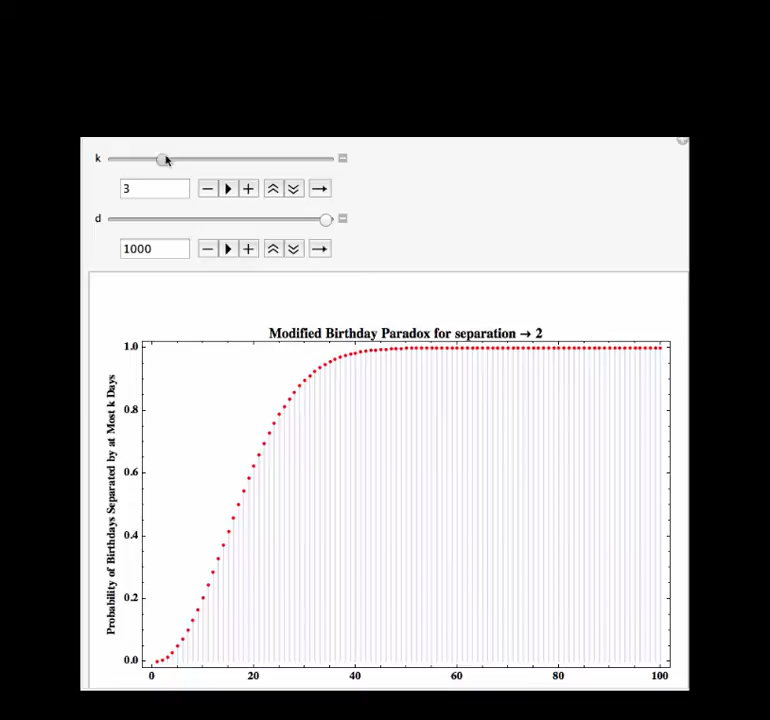 k
3
d
1000
Modified Birthday Paradox for separation → 2
Probability of Birthdays Separated by at Most k Days
1.0
0.8
0.6
0.4
0.2
0.0
0 20 40 60 80 100